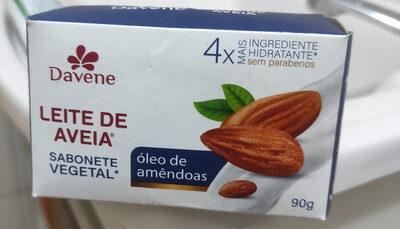 Davene
4x MAIS INGREDIENTE HIDRATANTE*
sem parabenos
LEITE DE
AVEIA®
SABONETE
VEGETAL*
óleo de
amêndoas
90g